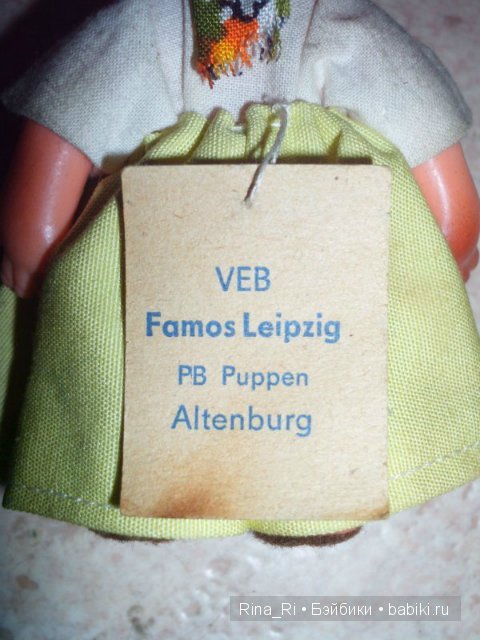 VEB
Famos Leipzig
PB Puppen
Altenburg
Rina_Ri • Бэйбики • babiki.ru